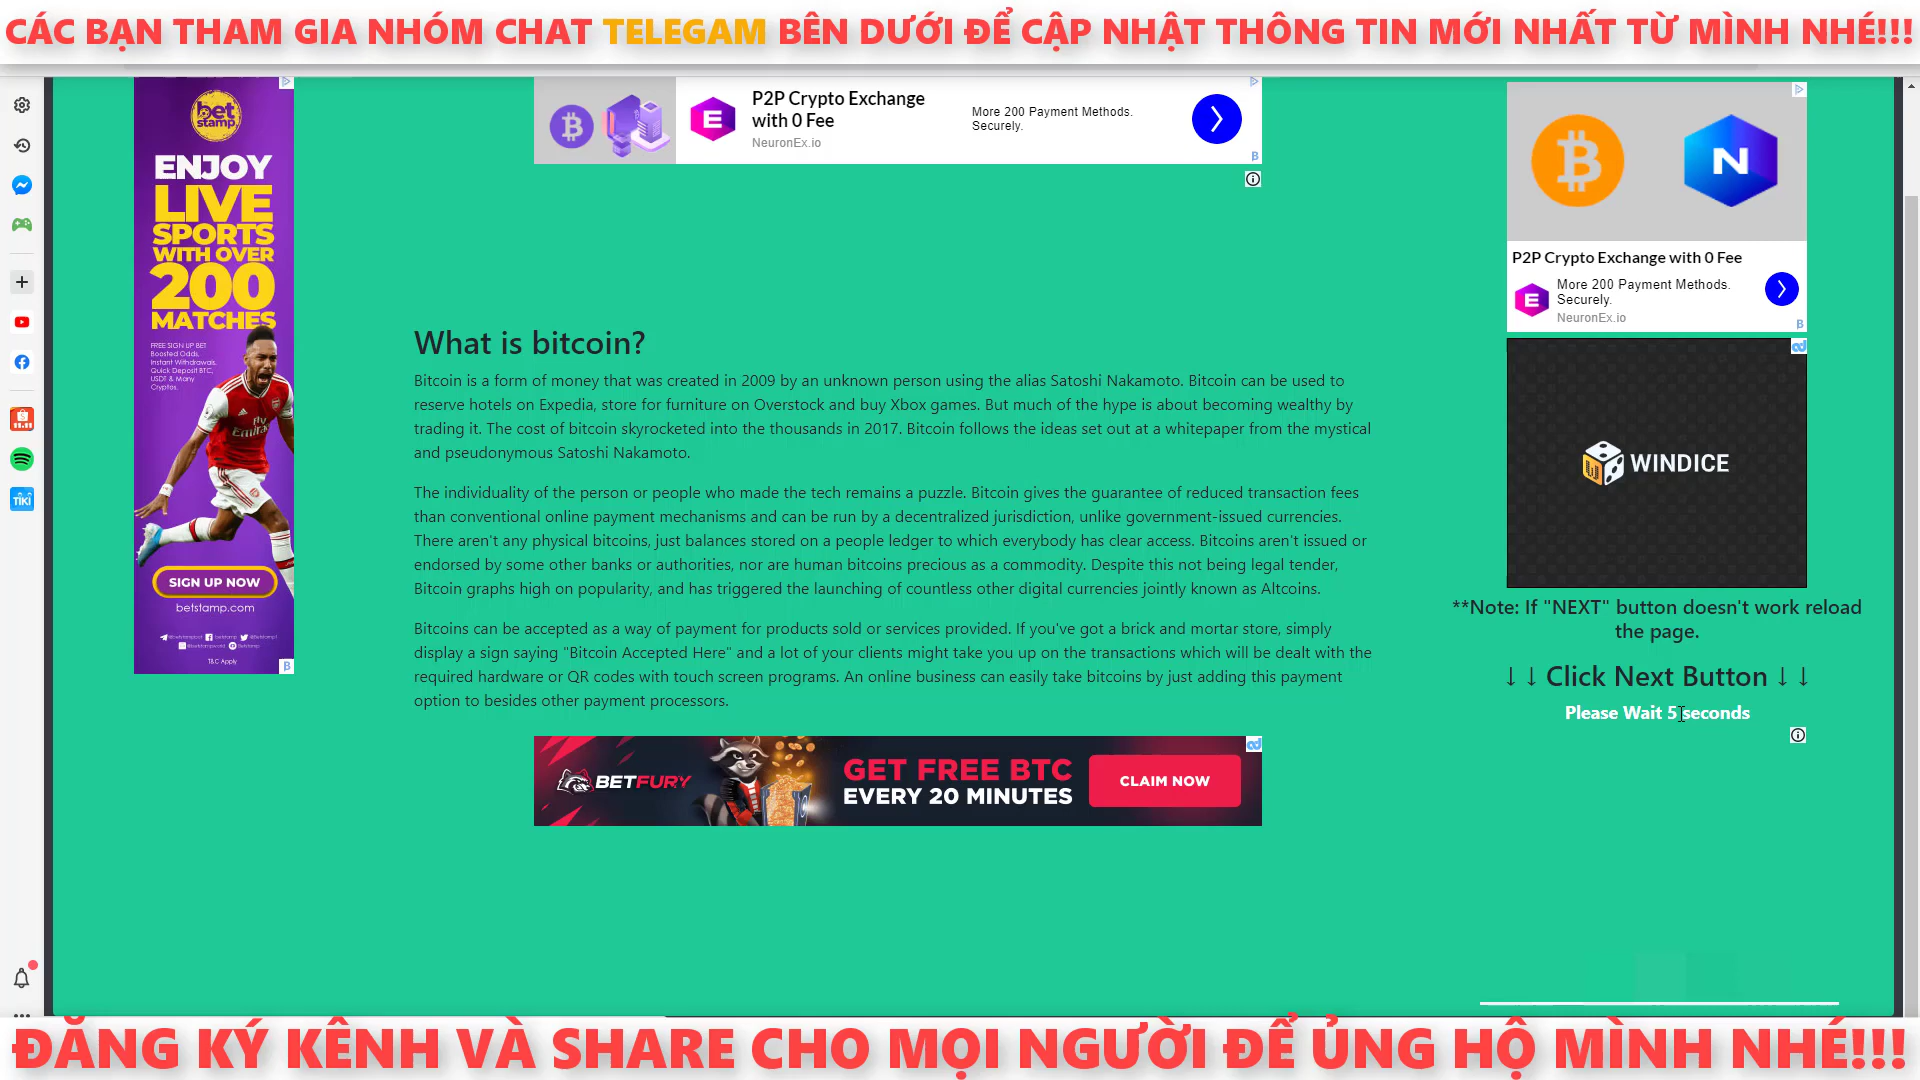 CÁC BẠN THAM GIA NHÓM CHAT TELEGAM BÊN DƯỚI ĐỂ CẬP NHẬT THÔNG TIN MỚI NHẤT TỪ MÌNH NHÉ!!!
bet
stamp
ENJOY
LIVE
SPORTS
WITH OVER
200
MATCHES
FREE SIGN UP BET
Boosted Odds,
Instant Withdrawals,
Quick Deposit BTC,
USDT & Many
Cryptos.
SIGN UP NOW
betstamp.com
T&C Apply
P2P Crypto Exchange
with 0 Fee
NeuronEx.io
More 200 Payment Methods.
Securely.
What is bitcoin?
Bitcoin is a form of money that was created in 2009 by an unknown person using the alias Satoshi Nakamoto. Bitcoin can be used to
reserve hotels on Expedia, store for furniture on Overstock and buy Xbox games. But much of the hype is about becoming wealthy by
trading it. The cost of bitcoin skyrocketed into the thousands in 2017. Bitcoin follows the ideas set out at a whitepaper from the mystical
and pseudonymous Satoshi Nakamoto.
The individuality of the person or people who made the tech remains a puzzle. Bitcoin gives the guarantee of reduced transaction fees
than conventional online payment mechanisms and can be run by a decentralized jurisdiction, unlike government-issued currencies.
There aren't any physical bitcoins, just balances stored on a people ledger to which everybody has clear access. Bitcoins aren't issued or
endorsed by some other banks or authorities, nor are human bitcoins precious as a commodity. Despite this not being legal tender,
Bitcoin graphs high on popularity, and has triggered the launching of countless other digital currencies jointly known as Altcoins.
Bitcoins can be accepted as a way of payment for products sold or services provided. If you've got a brick and mortar store, simply
display a sign saying "Bitcoin Accepted Here" and a lot of your clients might take you up on the transactions which will be dealt with the
required hardware or QR codes with touch screen programs. An online business can easily take bitcoins by just adding this payment
option to besides other payment processors.
BETFURY
GET FREE BTC
EVERY 20 MINUTES
CLAIM NOW
P2P Crypto Exchange with 0 Fee
More 200 Payment Methods.
Securely.
NeuronEx.io
WINDICE
**Note: If "NEXT" button doesn't work reload
the page.
↓ ↓ Click Next Button ↓ ↓
Please Wait 5 seconds
TIKI
ĐĂNG KÝ KÊNH VÀ SHARE CHO MỌI NGƯỜI ĐỂ ỦNG HỘ MÌNH NHÉ!!!